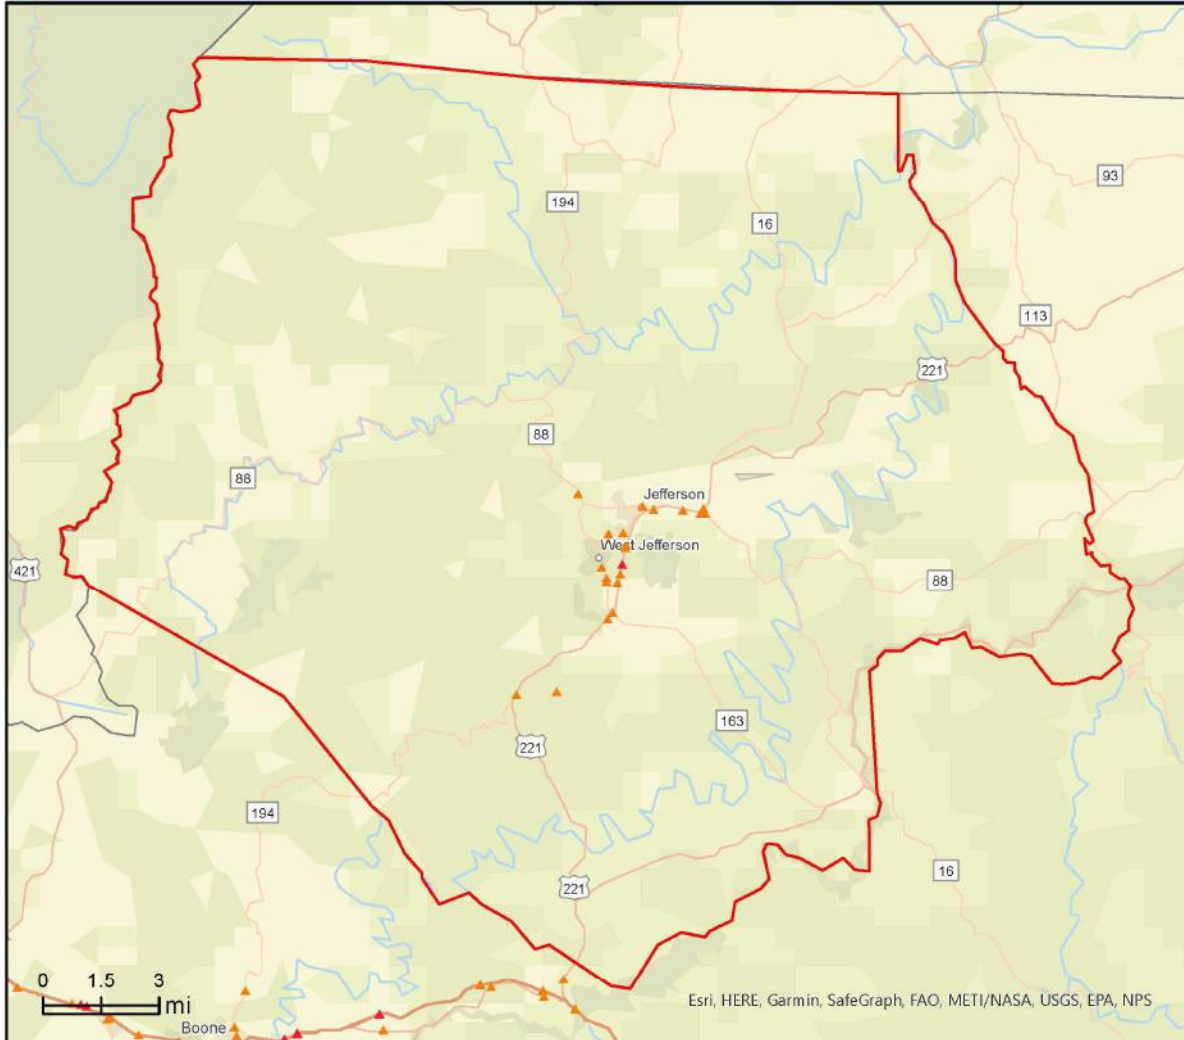 93
194
16
113
221
88
88
Jefferson
West Jefferson
421
88
163
221
194
221
16
0 1.5 3
mi
Esri, HERE, Garmin, SafeGraph, FAO, METI/NASA, USGS, EPA, NPS
Boone